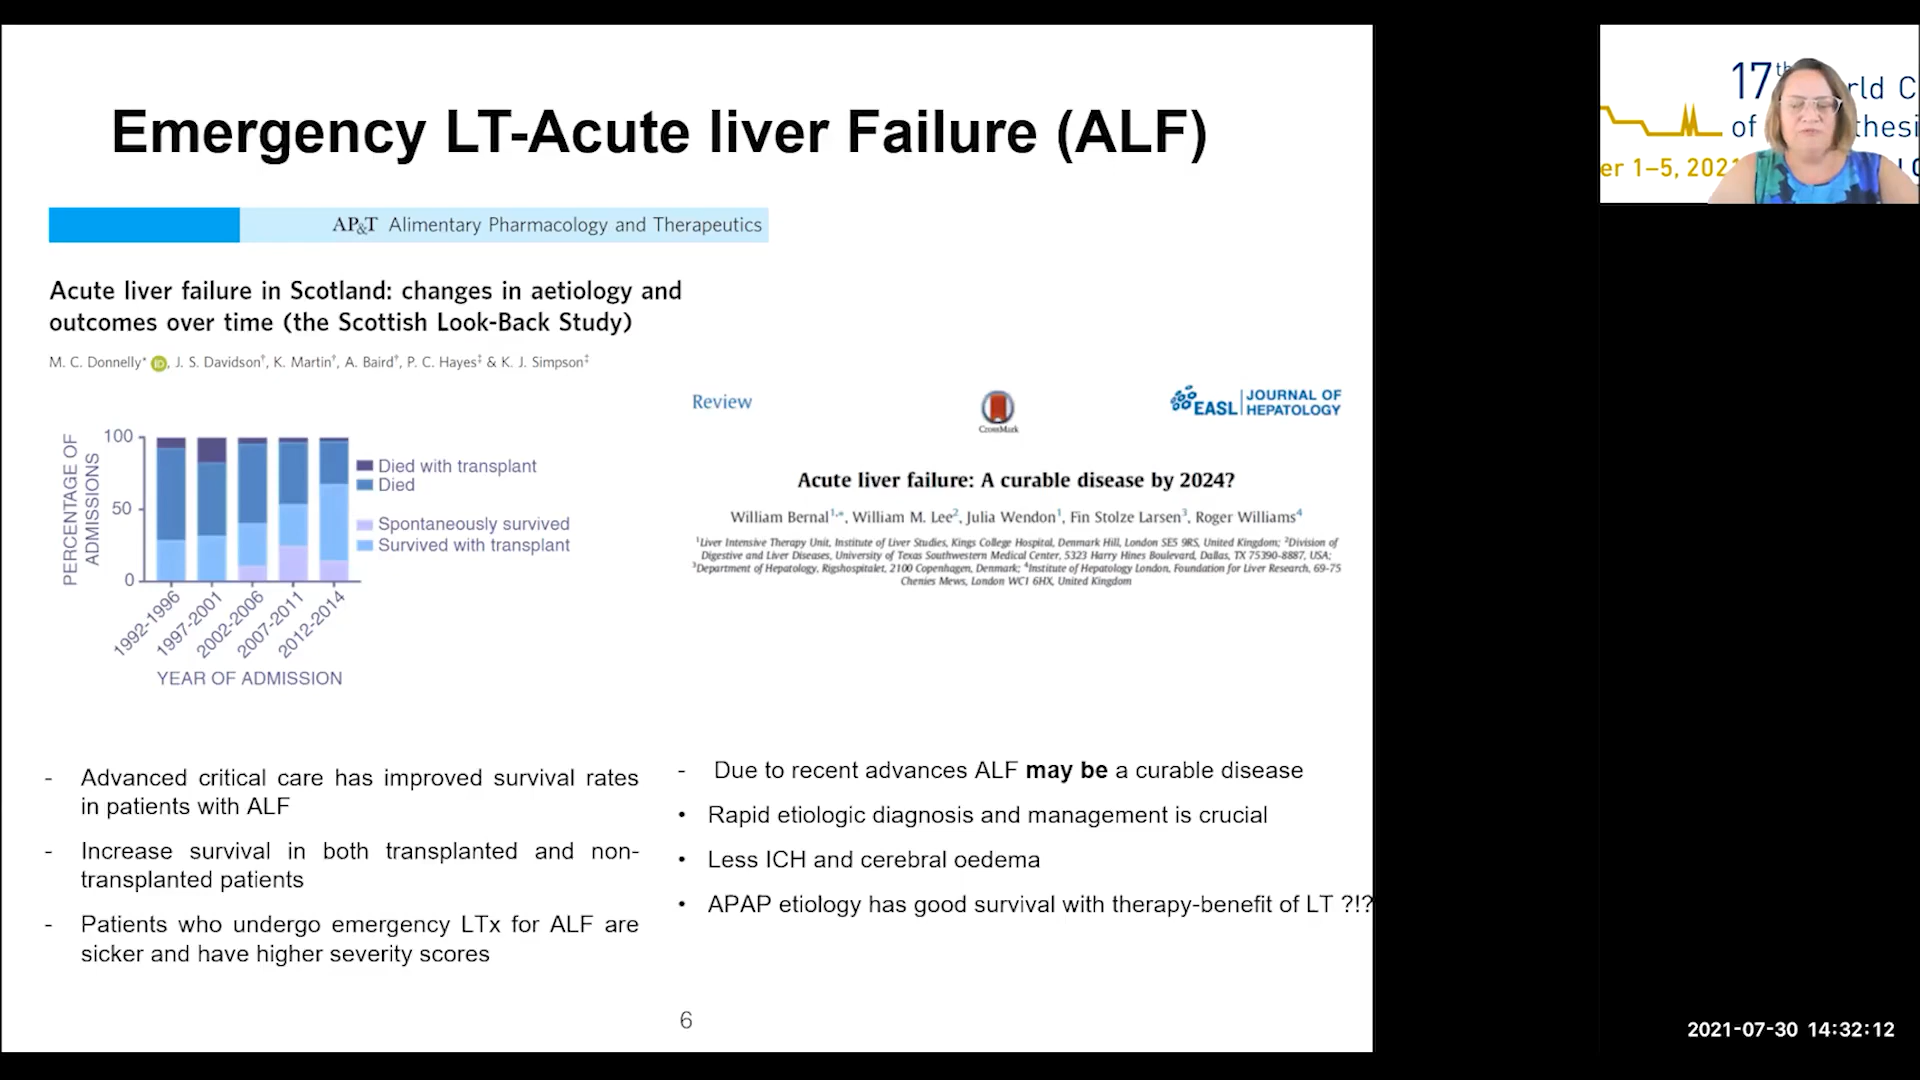 Emergency LT-Acute liver Failure (ALF)
AP&T Alimentary Pharmacology and Therapeutics
Acute liver failure in Scotland: changes in aetiology and
outcomes over time (the Scottish Look-Back Study)
M. C. Donnelly* iD, J. S. Davidson†, K. Martin†, A. Baird†, P. C. Hayes‡ & K. J. Simpson‡
PERCENTAGE OF
ADMISSIONS
100
50
0
1992-1996
1997-2001
2002-2006
2007-2011
2012-2014
YEAR OF ADMISSION
Died with transplant
Died
Spontaneously survived
Survived with transplant
- Advanced critical care has improved survival rates
in patients with ALF
- Increase survival in both transplanted and non-
transplanted patients
- Patients who undergo emergency LTx for ALF are
sicker and have higher severity scores
Review
CrossMark
EASL | JOURNAL OF
HEPATOLOGY
Acute liver failure: A curable disease by 2024?
William Bernal1,*, William M. Lee2, Julia Wendon1, Fin Stolze Larsen3, Roger Williams4
1Liver Intensive Therapy Unit, Institute of Liver Studies, Kings College Hospital, Denmark Hill, London SE5 9RS, United Kingdom; 2Division of
Digestive and Liver Diseases, University of Texas Southwestern Medical Center, 5323 Harry Hines Boulevard, Dallas, TX 75390-8887, USA;
3Department of Hepatology, Rigshospitalet, 2100 Copenhagen, Denmark; 4Institute of Hepatology London, Foundation for Liver Research, 69-75
Chenies Mews, London WC1 6HX, United Kingdom
- Due to recent advances ALF may be a curable disease
• Rapid etiologic diagnosis and management is crucial
• Less ICH and cerebral oedema
• APAP etiology has good survival with therapy-benefit of LT ?!?
6
17th rld C
of thesi
er 1–5, 202
2021-07-30 14:32:12